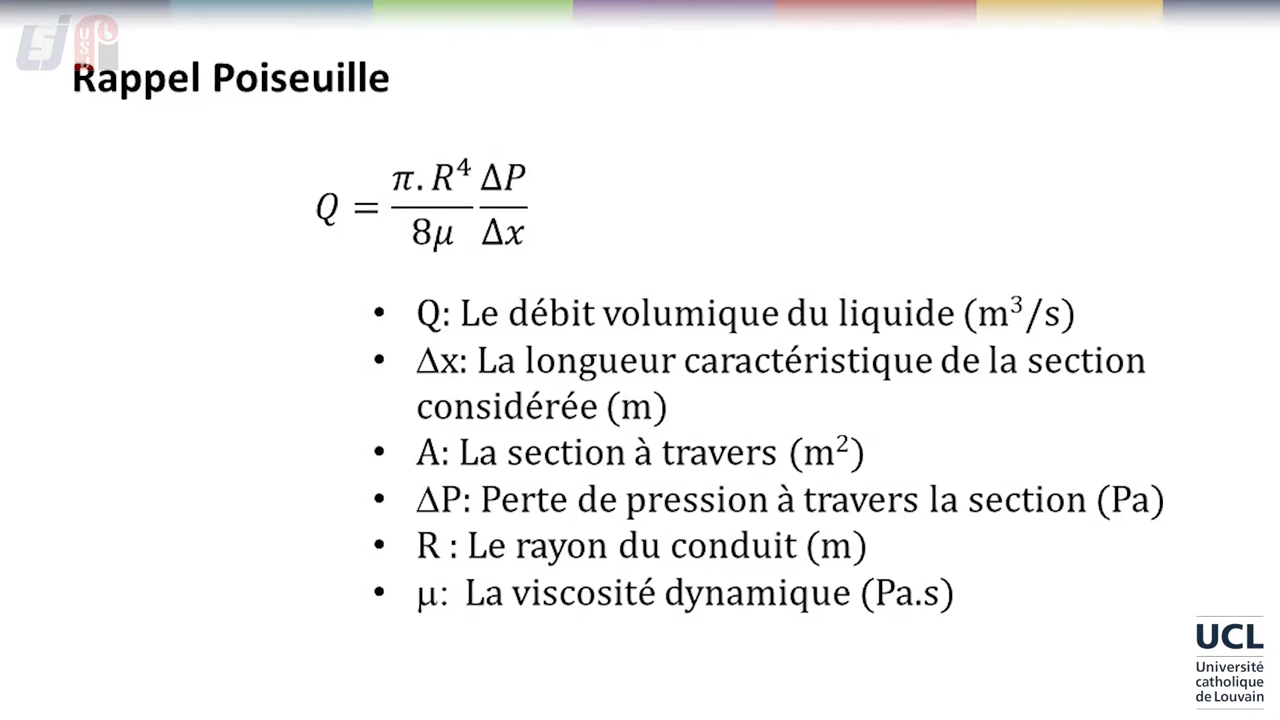 Rappel Poiseuille
Q = π.R⁴/8μ ΔP/Δx
• Q: Le débit volumique du liquide (m³/s)
• Δx: La longueur caractéristique de la section
considérée (m)
• A: La section à travers (m²)
• ΔP: Perte de pression à travers la section (Pa)
• R : Le rayon du conduit (m)
• μ: La viscosité dynamique (Pa.s)
UCL
Université
catholique
de Louvain